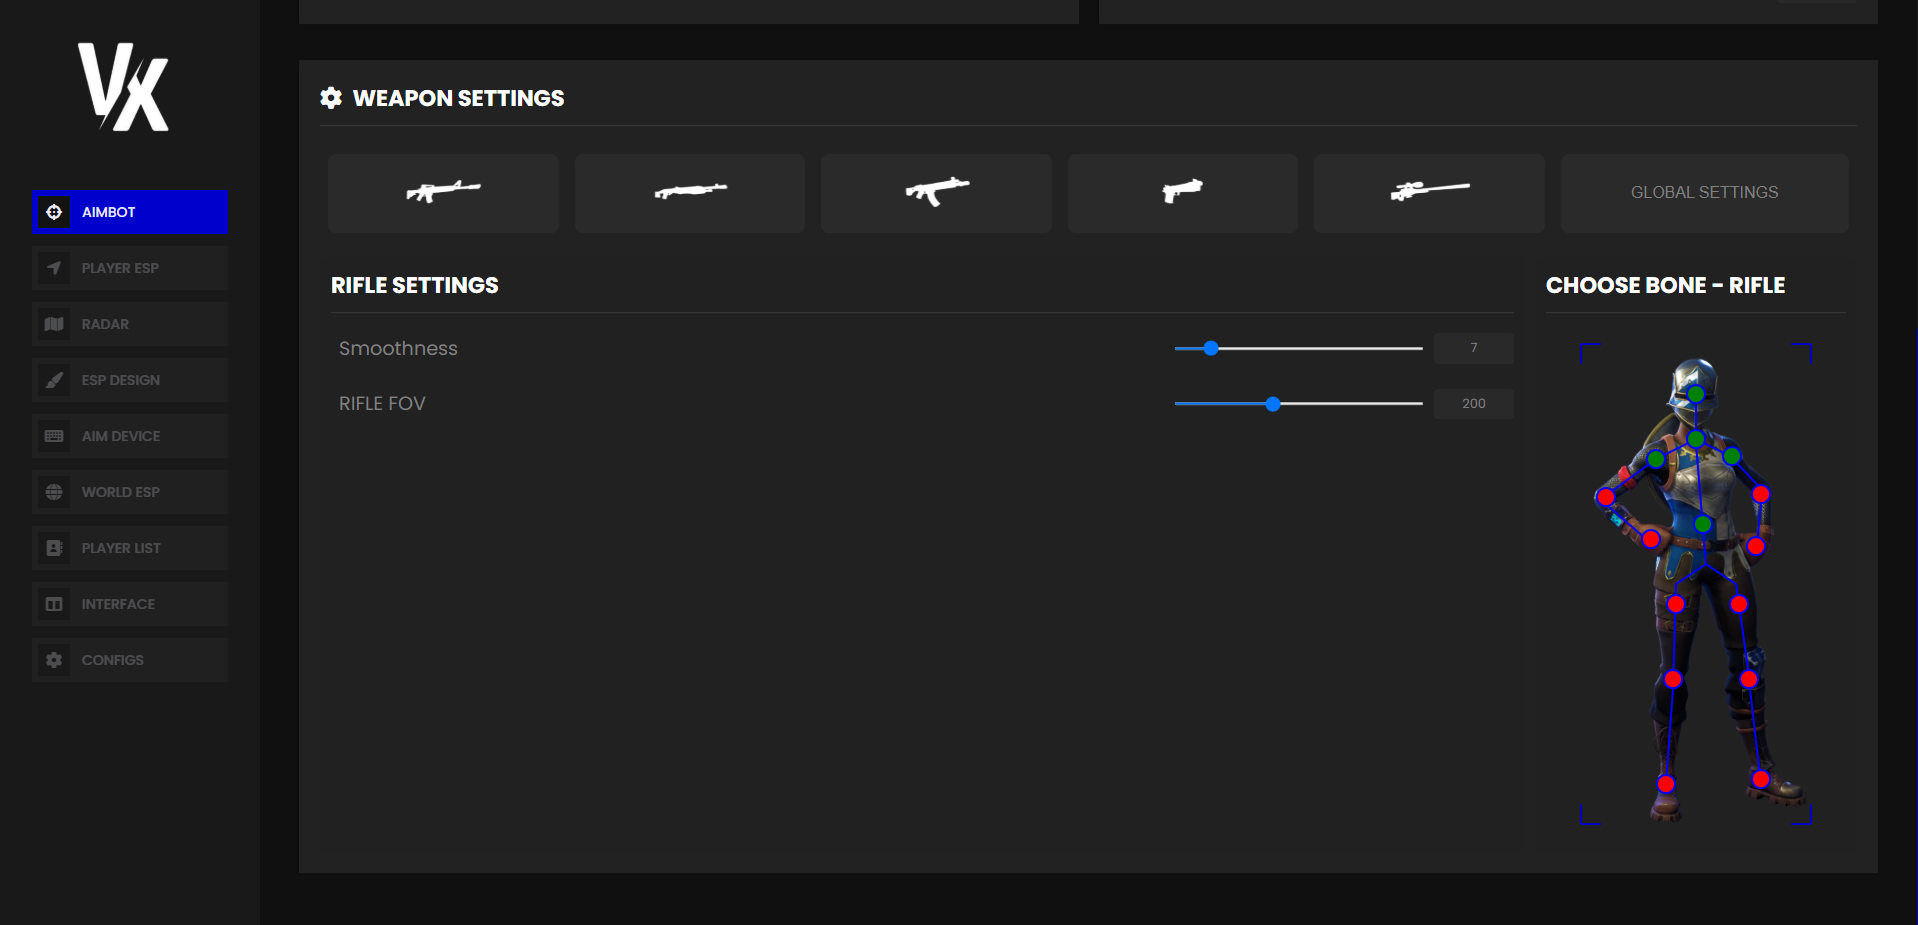 VX
WEAPON SETTINGS
GLOBAL SETTINGS
AIMBOT
PLAYER ESP
RADAR
ESP DESIGN
AIM DEVICE
WORLD ESP
PLAYER LIST
INTERFACE
CONFIGS
RIFLE SETTINGS
Smoothness
7
RIFLE FOV
200
CHOOSE BONE - RIFLE